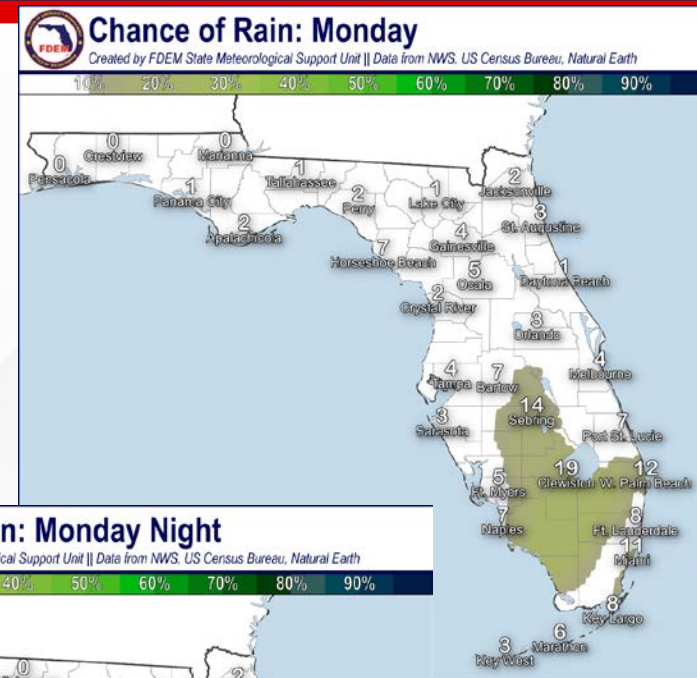 FDEM
Chance of Rain: Monday
Created by FDEM State Meteorological Support Unit || Data from NWS, US Census Bureau, Natural Earth
10% 20% 30% 40% 50% 60% 70% 80% 90%
0
Pensacola
0
Crestview
0
Marianna
1
Panama City
2
Apalachicola
1
Tallahassee
2
Perry
1
Lake City
2
Jacksonville
3
St. Augustine
4
Gainesville
7
Horseshoe Beach
5
Ocala
1
Daytona Beach
2
Crystal River
3
Orlando
4
Melbourne
4
Tampa
7
Bartow
14
Sebring
3
Sarasota
7
Port St. Lucie
19
Clewiston
12
W. Palm Beach
5
Ft. Myers
7
Naples
8
Ft. Lauderdale
11
Miami
8
Key Largo
6
Marathon
3
Key West
n: Monday Night
cal Support Unit || Data from NWS, US Census Bureau, Natural Earth
40% 50% 60% 70% 80% 90%
0
2